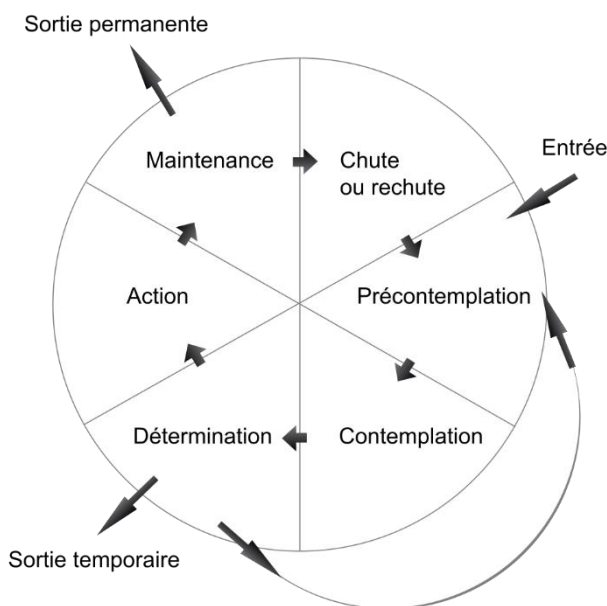 Sortie permanente
Maintenance
Chute
ou rechute
Entrée
Action
Précontemplation
Détermination
Contemplation
Sortie temporaire